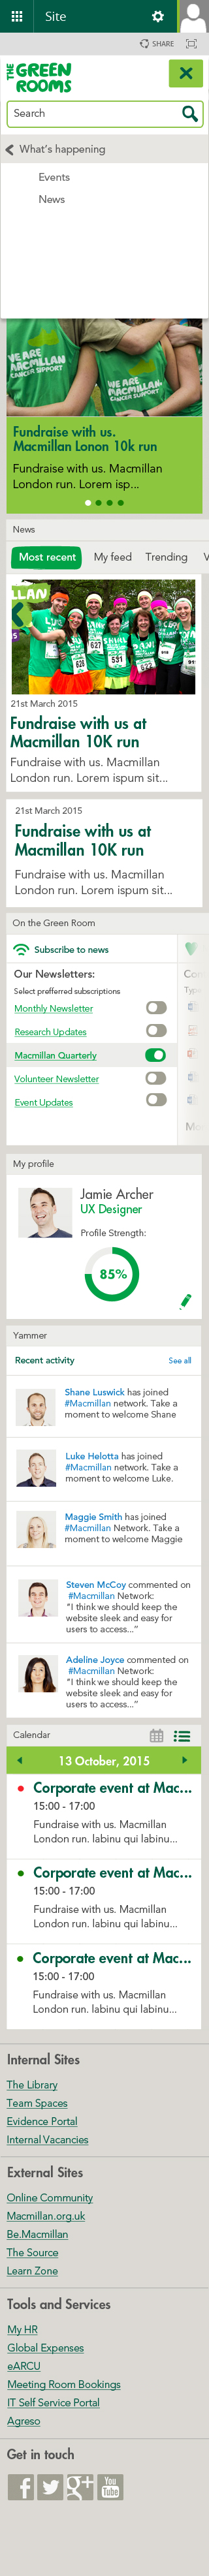 Site
SHARE
THE
GREEN
ROOMS
Search
What's happening
Events
News
WE ARE
MACMILLAN.
CANCER SUPPORT
Fundraise with us.
Macmillan Lonon 10k run
Fundraise with us. Macmillan
London run. Lorem isp...
News
Most recent My feed Trending V
21st March 2015
Fundraise with us at
Macmillan 10K run
Fundraise with us. Macmillan
London run. Lorem ispum sit...
21st March 2015
Fundraise with us at
Macmillan 10K run
Fundraise with us. Macmillan
London run. Lorem ispum sit...
On the Green Room
Subscribe to news
Our Newsletters:
Select prefferred subscriptions
Monthly Newsletter
Research Updates
Macmillan Quarterly
Volunteer Newsletter
Event Updates
My profile
Jamie Archer
UX Designer
Profile Strength:
85%
Yammer
Recent activity See all
Shane Luswick has joined
#Macmillan network. Take a
moment to welcome Shane
Luke Helotta has joined
#Macmillan network. Take a
moment to welcome Luke.
Maggie Smith has joined
#Macmillan Network. Take a
moment to welcome Maggie
Steven McCoy commented on
#Macmillan Network:
"I think we should keep the
website sleek and easy for
users to access..."
Adeline Joyce commented on
#Macmillan Network:
"I think we should keep the
website sleek and easy for
users to access..."
Calendar
13 October, 2015
Corporate event at Mac...
15:00 - 17:00
Fundraise with us. Macmillan
London run. labinu qui labinu...
Corporate event at Mac...
15:00 - 17:00
Fundraise with us. Macmillan
London run. labinu qui labinu...
Corporate event at Mac...
15:00 - 17:00
Fundraise with us. Macmillan
London run. labinu qui labinu...
Internal Sites
The Library
Team Spaces
Evidence Portal
Internal Vacancies
External Sites
Online Community
Macmillan.org.uk
Be.Macmillan
The Source
Learn Zone
Tools and Services
My HR
Global Expenses
eARCU
Meeting Room Bookings
IT Self Service Portal
Agreso
Get in touch
You
Tube